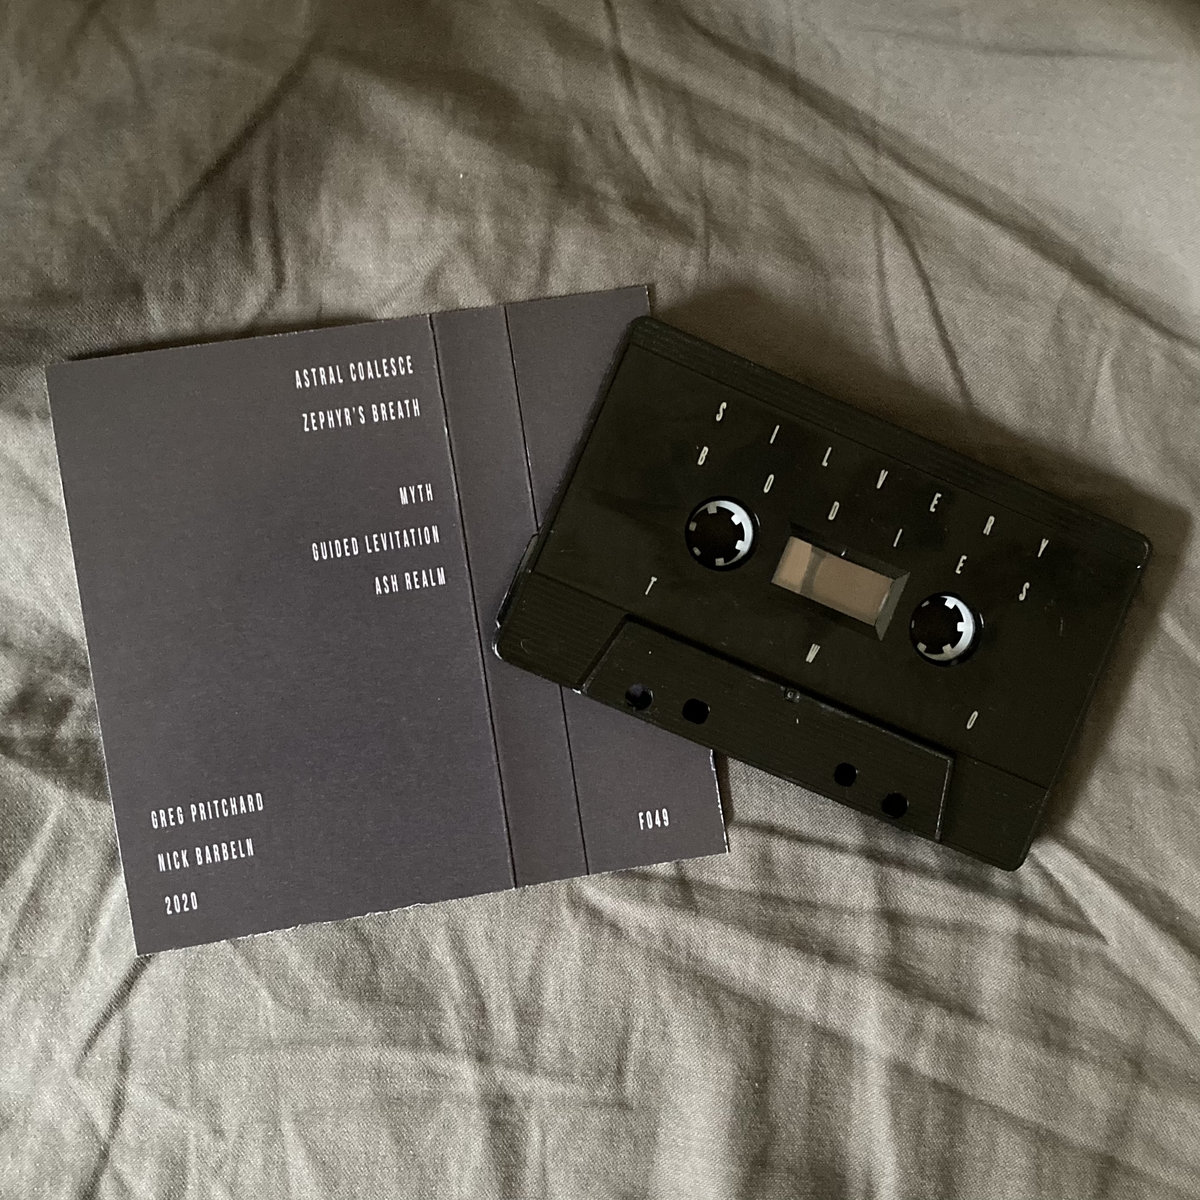 ASTRAL COALESCE
ZEPHYR'S BREATH
MYTH
GUIDED LEVITATION
ASH REALM
GREG PRITCHARD
NICK BARBELN
2020
F049
SILVERY
BODIES
TWO